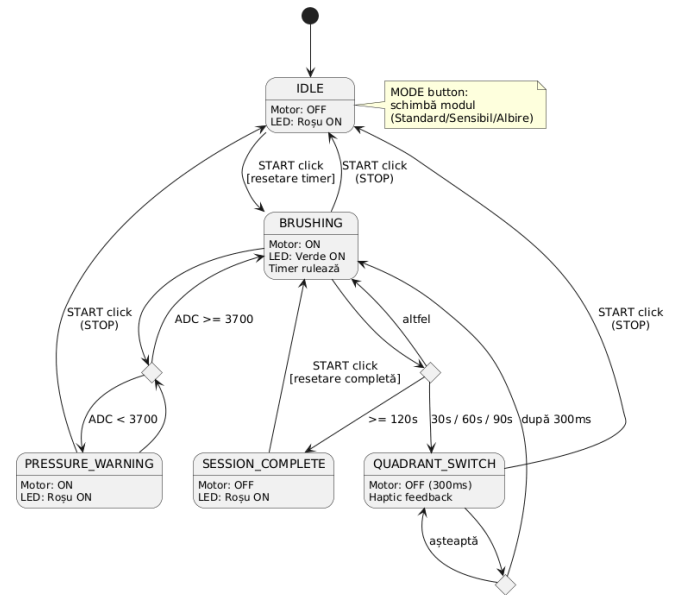 IDLE
Motor: OFF
LED: Roșu ON
MODE button:
schimbă modul
(Standard/Sensibil/Albire)
START click
[resetare timer]
START click
(STOP)
BRUSHING
Motor: ON
LED: Verde ON
Timer rulează
START click
(STOP)
ADC >= 3700
altfel
START click
(STOP)
START click
[resetare completă]
ADC < 3700
>= 120s
30s / 60s / 90s
după 300ms
PRESSURE_WARNING
Motor: ON
LED: Roșu ON
SESSION_COMPLETE
Motor: OFF
LED: Roșu ON
QUADRANT_SWITCH
Motor: OFF (300ms)
Haptic feedback
așteaptă